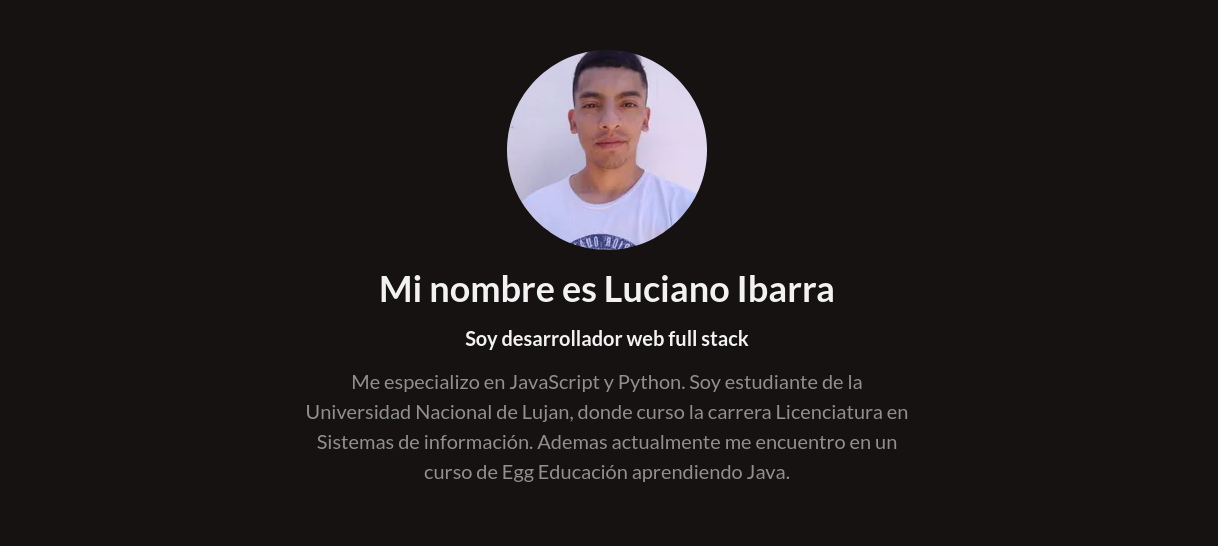 Mi nombre es Luciano Ibarra
Soy desarrollador web full stack
Me especializo en JavaScript y Python. Soy estudiante de la
Universidad Nacional de Lujan, donde curso la carrera Licenciatura en
Sistemas de información. Ademas actualmente me encuentro en un
curso de Egg Educación aprendiendo Java.